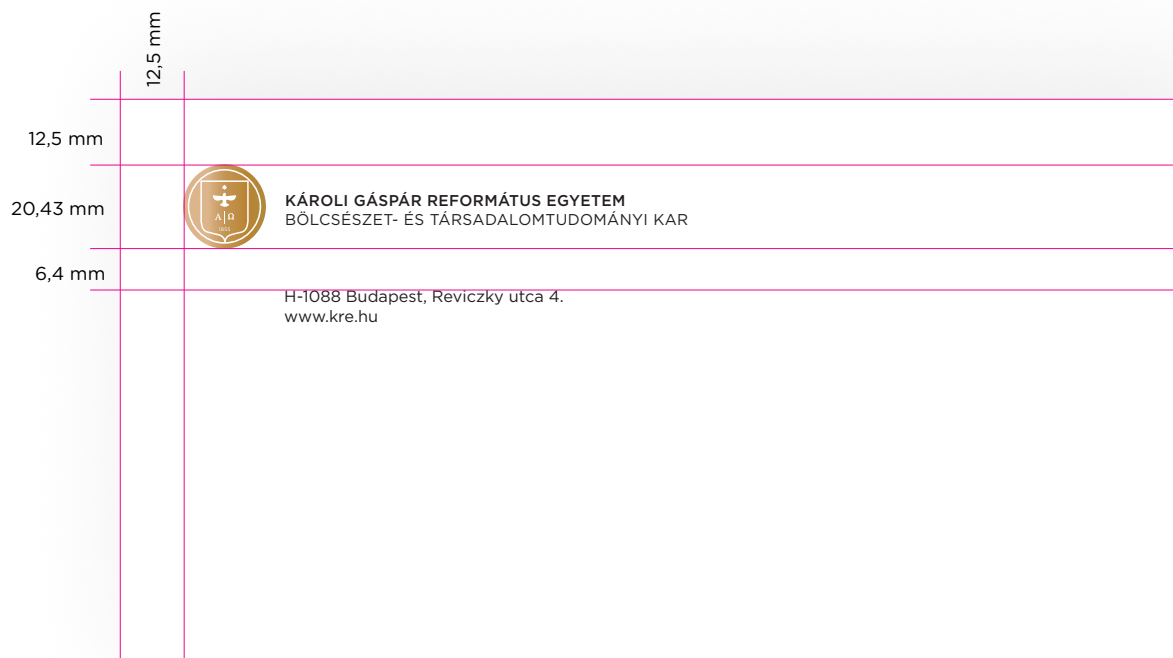 12,5 mm
12,5 mm
20,43 mm
KÁROLI GÁSPÁR REFORMÁTUS EGYETEM
BÖLCSÉSZET- ÉS TÁRSADALOMTUDOMÁNYI KAR
Α Ω
1855
6,4 mm
H-1088 Budapest, Reviczky utca 4.
www.kre.hu